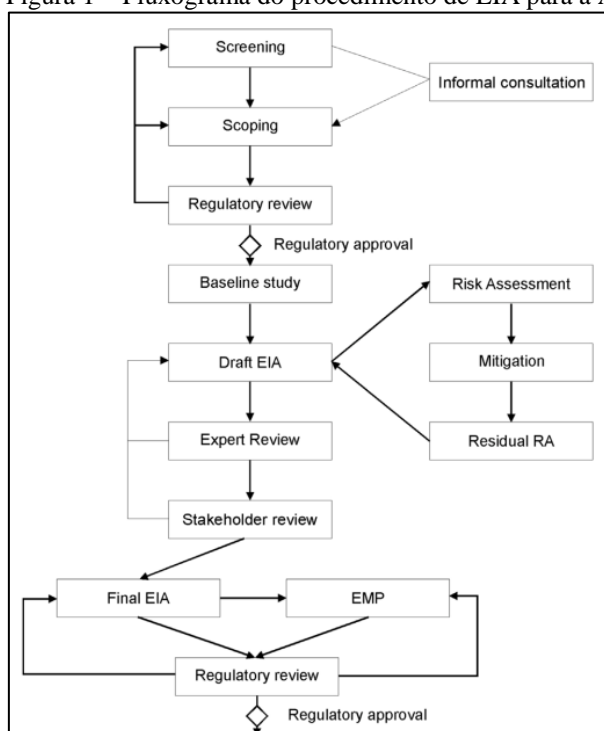 Figura 1 – Fluxograma do procedimento de EIA para a
Screening
Informal consultation
Scoping
Regulatory review
Regulatory approval
Baseline study
Risk Assessment
Draft EIA
Mitigation
Expert Review
Residual RA
Stakeholder review
Final EIA
EMP
Regulatory review
Regulatory approval